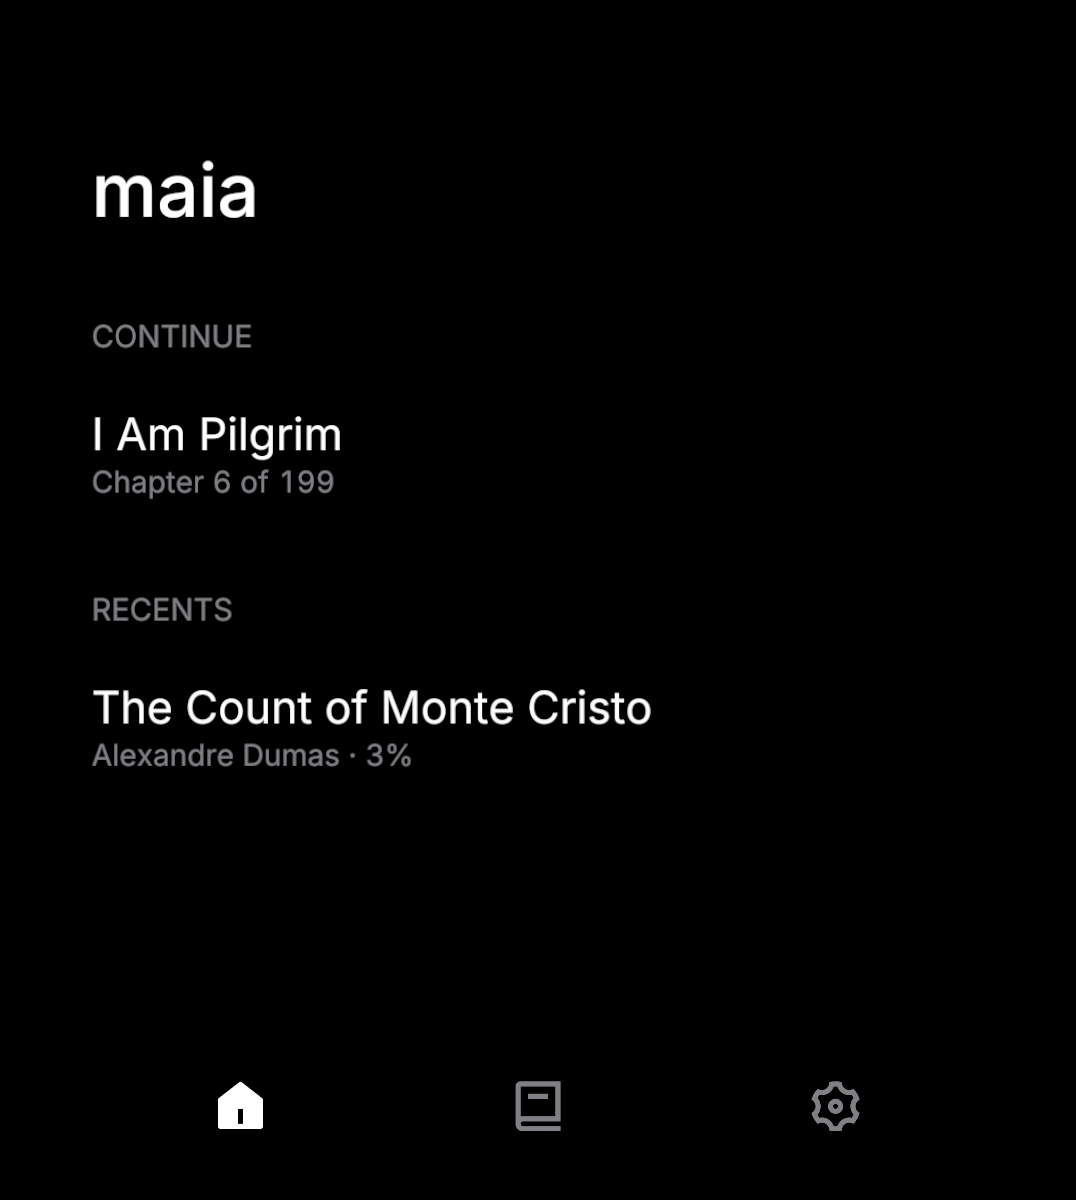 maia
CONTINUE
I Am Pilgrim
Chapter 6 of 199
RECENTS
The Count of Monte Cristo
Alexandre Dumas · 3%